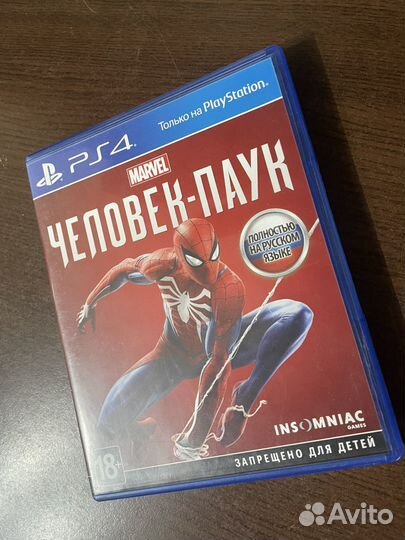 PS4
Только на PlayStation
MARVEL
ЧЕЛОВЕК-ПАУК
ПОЛНОСТЬЮ
НА РУССКОМ
ЯЗЫКЕ
INSOMNIAC
GAMES
18+
ЗАПРЕЩЕНО ДЛЯ ДЕТЕЙ
Avito